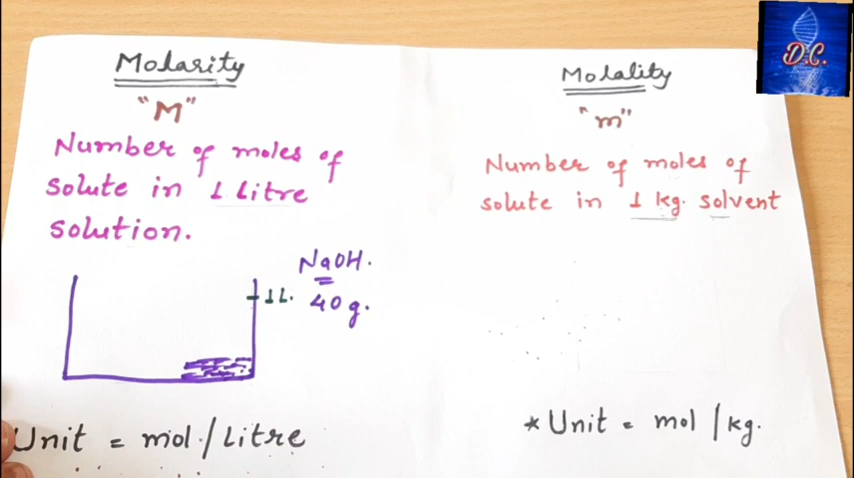 Molarity
"M"
Number of moles of
solute in 1 Litre
solution.
NaOH.
1L. 40g.
Unit = mol./Litre
Molality
"m"
Number of moles of
solute in 1 kg. solvent
* Unit = mol/kg.
D.C.